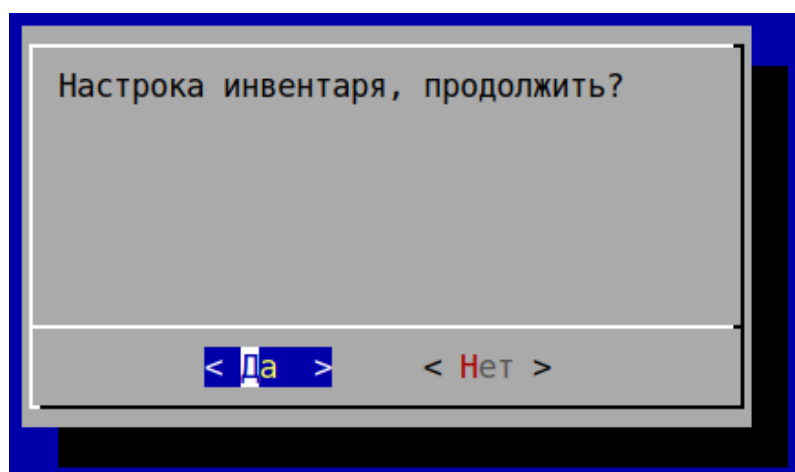 Настрока инвентаря, продолжить?
< Да > < Нет >